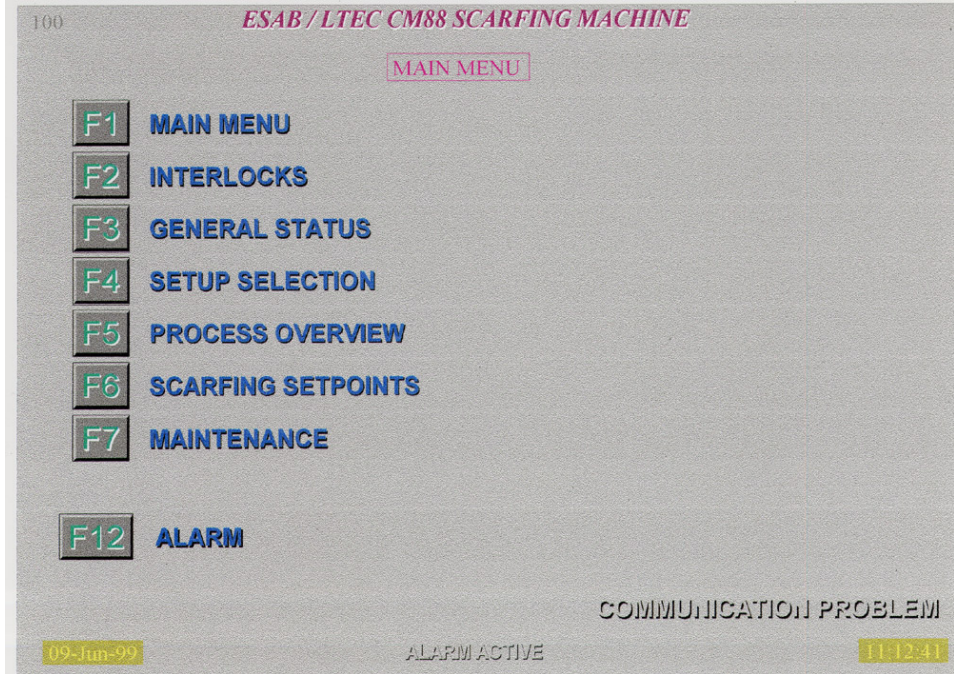 100 ESAB / LTEC CM88 SCARFING MACHINE
MAIN MENU
F1 MAIN MENU
F2 INTERLOCKS
F3 GENERAL STATUS
F4 SETUP SELECTION
F5 PROCESS OVERVIEW
F6 SCARFING SETPOINTS
F7 MAINTENANCE
F12 ALARM
COMMUNICATION PROBLEM
09-Jun-99 ALARM ACTIVE 11:12:41